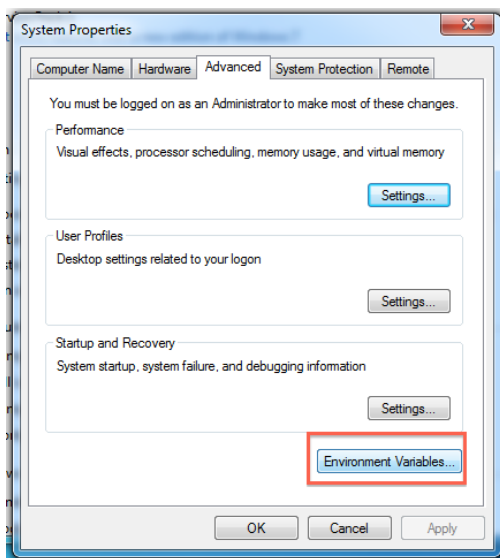 System Properties
Computer Name Hardware Advanced System Protection Remote
You must be logged on as an Administrator to make most of these changes.
Performance
Visual effects, processor scheduling, memory usage, and virtual memory
Settings...
User Profiles
Desktop settings related to your logon
Settings...
Startup and Recovery
System startup, system failure, and debugging information
Settings...
Environment Variables...
OK Cancel Apply